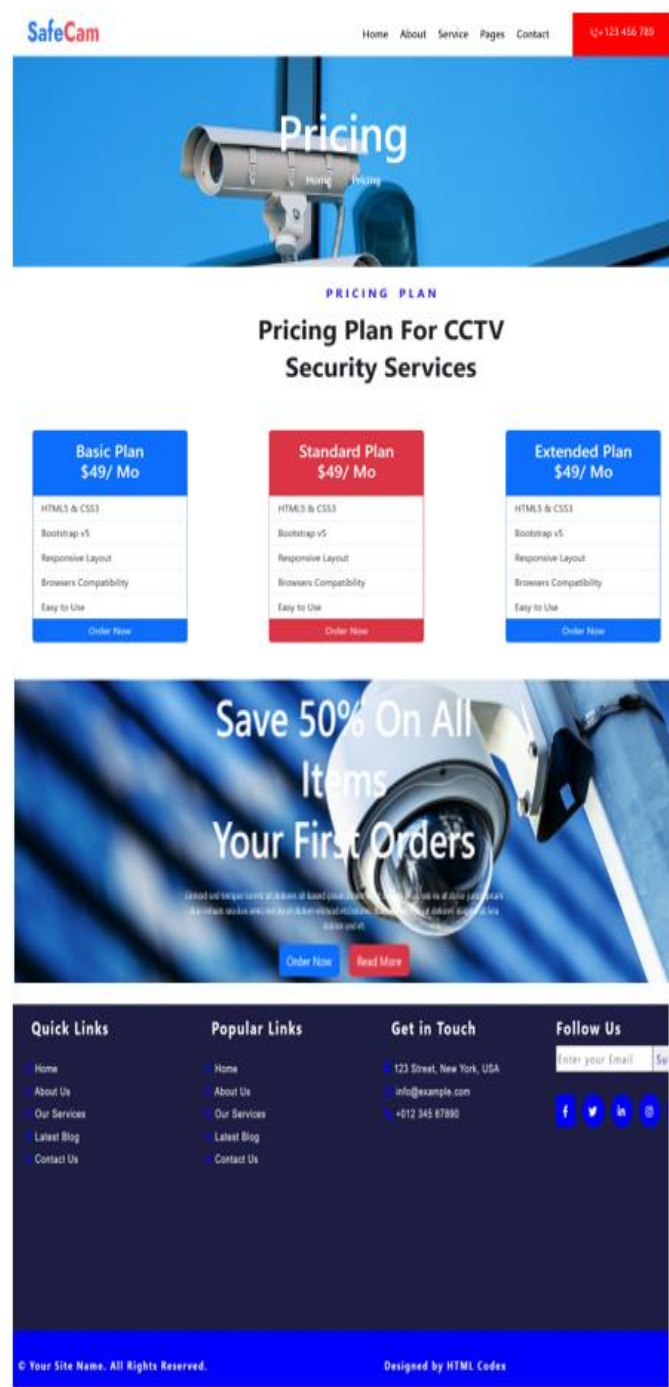 SafeCam
Home About Service Pages Contact
+123 456 789
Pricing
Home Pricing
PRICING PLAN
Pricing Plan For CCTV
Security Services
Basic Plan
$49/ Mo
HTML5 & CSS3
Bootstrap v5
Responsive Layout
Browsers Compatibility
Easy to Use
Order Now
Standard Plan
$49/ Mo
HTML5 & CSS3
Bootstrap v5
Responsive Layout
Browsers Compatibility
Easy to Use
Order Now
Extended Plan
$49/ Mo
HTML5 & CSS3
Bootstrap v5
Responsive Layout
Browsers Compatibility
Easy to Use
Order Now
Save 50% On All
Items
Your First Orders
Order Now Read More
Quick Links
Home
About Us
Our Services
Latest Blog
Contact Us
Popular Links
Home
About Us
Our Services
Latest Blog
Contact Us
Get in Touch
123 Street, New York, USA
info@example.com
+012 345 67890
Follow Us
Enter your Email Su
© Your Site Name. All Rights Reserved.
Designed by HTML Codex